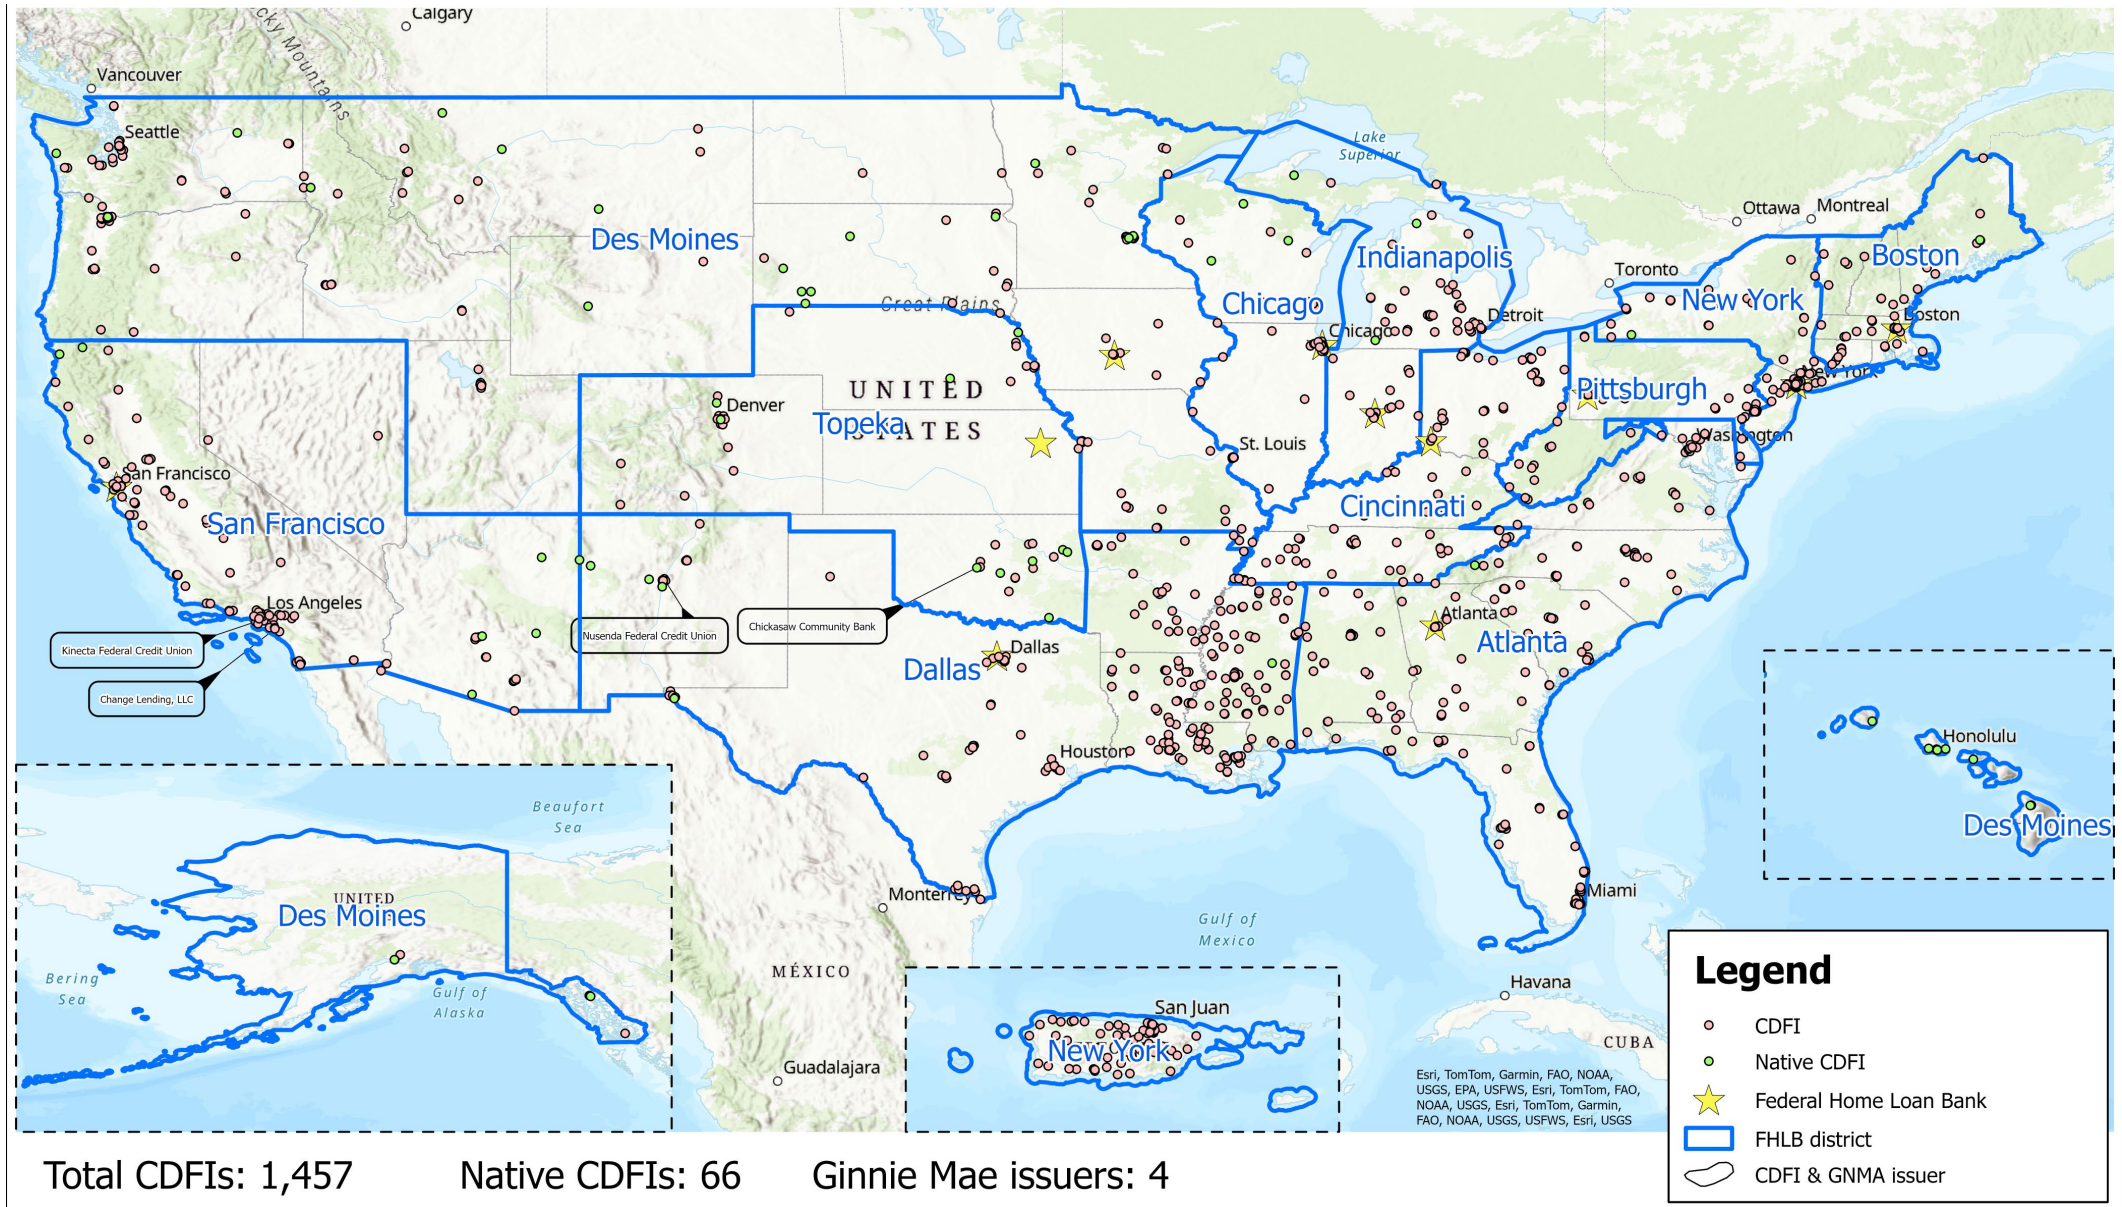 Calgary
cky Mountains
Vancouver
Seattle
Lake
Superior
Ottawa
Montreal
Des Moines
Indianapolis
Boston
Toronto
New York
Chicago
Great Plains
Detroit
Boston
Chicago
UNITED
STATES
Denver
Topeka
Pittsburgh
New York
St. Louis
Washington
San Francisco
San Francisco
Cincinnati
Los Angeles
Kinecta Federal Credit Union
Nusenda Federal Credit Union
Chickasaw Community Bank
Atlanta
Atlanta
Dallas
Dallas
Change Lending, LLC
Houston
Honolulu
Des Moines
Beaufort
Sea
UNITED
Des Moines
Bering
Sea
Gulf of
Alaska
Monterrey
Miami
Gulf of
Mexico
MÉXICO
Havana
CUBA
San Juan
New York
Guadalajara
Esri, TomTom, Garmin, FAO, NOAA,
USGS, EPA, USFWS, Esri, TomTom, FAO,
NOAA, USGS, Esri, TomTom, Garmin,
FAO, NOAA, USGS, USFWS, Esri, USGS
Legend
CDFI
Native CDFI
Federal Home Loan Bank
FHLB district
CDFI & GNMA issuer
Total CDFIs: 1,457
Native CDFIs: 66
Ginnie Mae issuers: 4